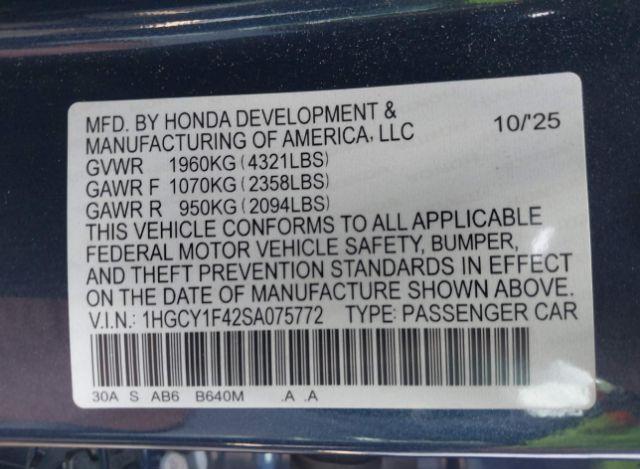 MFD. BY HONDA DEVELOPMENT &
MANUFACTURING OF AMERICA, LLC 10/'25
GVWR 1960KG (4321LBS)
GAWR F 1070KG (2358LBS)
GAWR R 950KG (2094LBS)
THIS VEHICLE CONFORMS TO ALL APPLICABLE
FEDERAL MOTOR VEHICLE SAFETY, BUMPER,
AND THEFT PREVENTION STANDARDS IN EFFECT
ON THE DATE OF MANUFACTURE SHOWN ABOVE.
V.I.N.: 1HGCY1F42SA075772 TYPE: PASSENGER CAR
30A S AB6 B640M .A .A